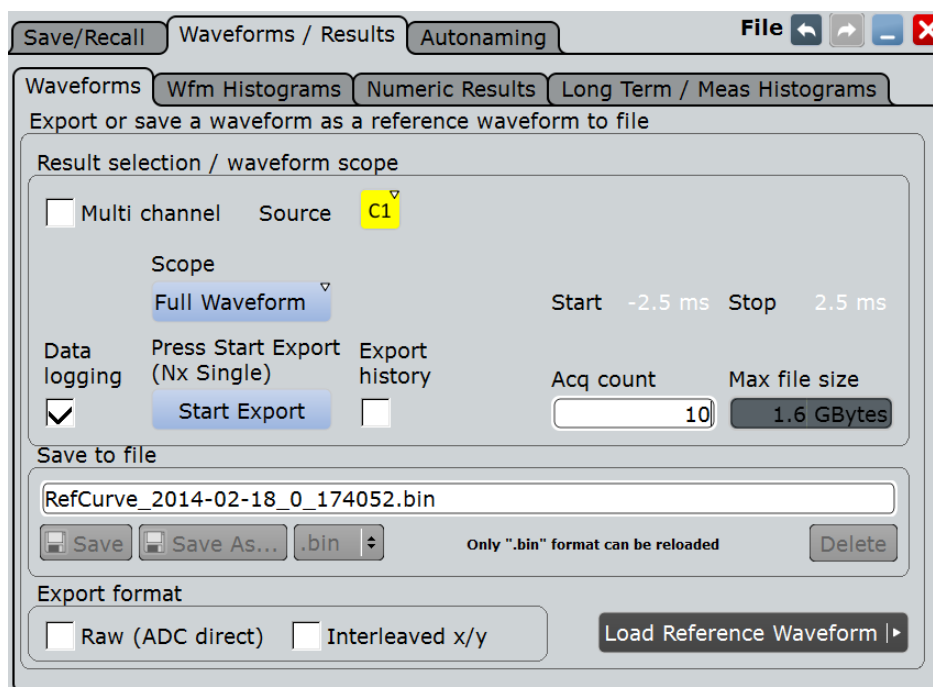 Save/Recall Waveforms / Results Autonaming File
Waveforms Wfm Histograms Numeric Results Long Term / Meas Histograms
Export or save a waveform as a reference waveform to file
Result selection / waveform scope
Multi channel Source C1
Scope
Full Waveform Start -2.5 ms Stop 2.5 ms
Data Press Start Export Export
logging (Nx Single) history Acq count Max file size
Start Export 10 1.6 GBytes
Save to file
RefCurve_2014-02-18_0_174052.bin
Save Save As... .bin Only ".bin" format can be reloaded Delete
Export format
Raw (ADC direct) Interleaved x/y Load Reference Waveform